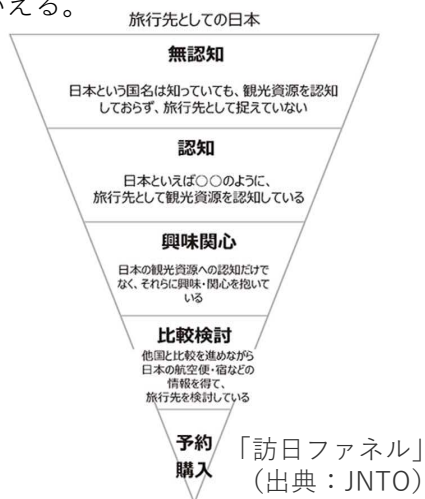 える。
旅行先としての日本
無認知
日本という国名は知っていても、観光資源を認知
しておらず、旅行先として捉えていない
認知
日本といえば○○のように、
旅行先として観光資源を認知している
興味関心
日本の観光資源への認知だけで
なく、それらに興味・関心を抱いて
いる
比較検討
他国と比較を進めながら
日本の航空便・宿などの
情報を得て、
旅行先を検討している
予約
購入
「訪日ファネル」
（出典：JNTO）